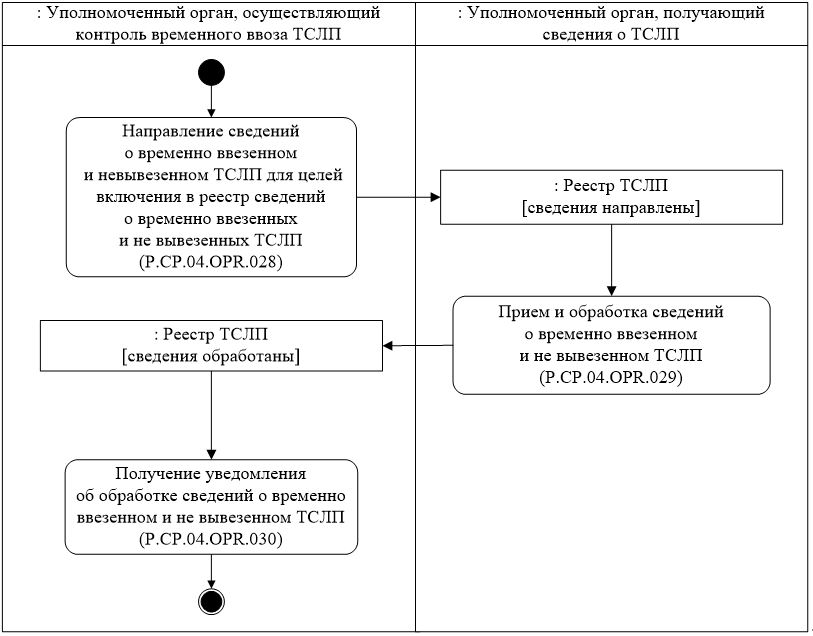 : Уполномоченный орган, осуществляющий
контроль временного ввоза ТСЛП
: Уполномоченный орган, получающий
сведения о ТСЛП
Направление сведений
о временно ввезенном
и невывезенном ТСЛП для целей
включения в реестр сведений
о временно ввезенных
и не вывезенных ТСЛП
(P.CP.04.OPR.028)
: Реестр ТСЛП
[сведения направлены]
Прием и обработка сведений
о временно ввезенном
и не вывезенном ТСЛП
(P.CP.04.OPR.029)
: Реестр ТСЛП
[сведения обработаны]
Получение уведомления
об обработке сведений о временно
ввезенном и не вывезенном ТСЛП
(P.CP.04.OPR.030)